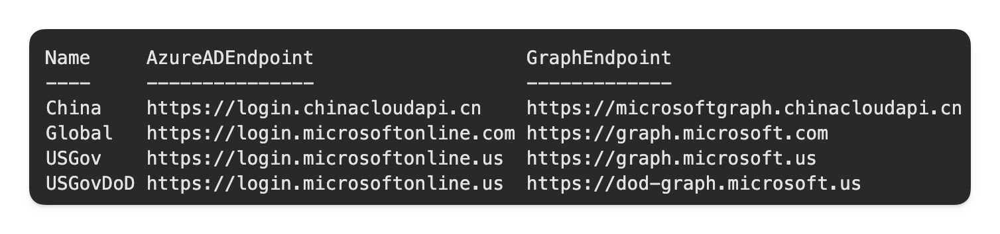 Name     AzureADEndpoint                   GraphEndpoint
----     ---------------                   -------------
China    https://login.chinacloudapi.cn    https://microsoftgraph.chinacloudapi.cn
Global   https://login.microsoftonline.com https://graph.microsoft.com
USGov    https://login.microsoftonline.us  https://graph.microsoft.us
USGovDoD https://login.microsoftonline.us  https://dod-graph.microsoft.us